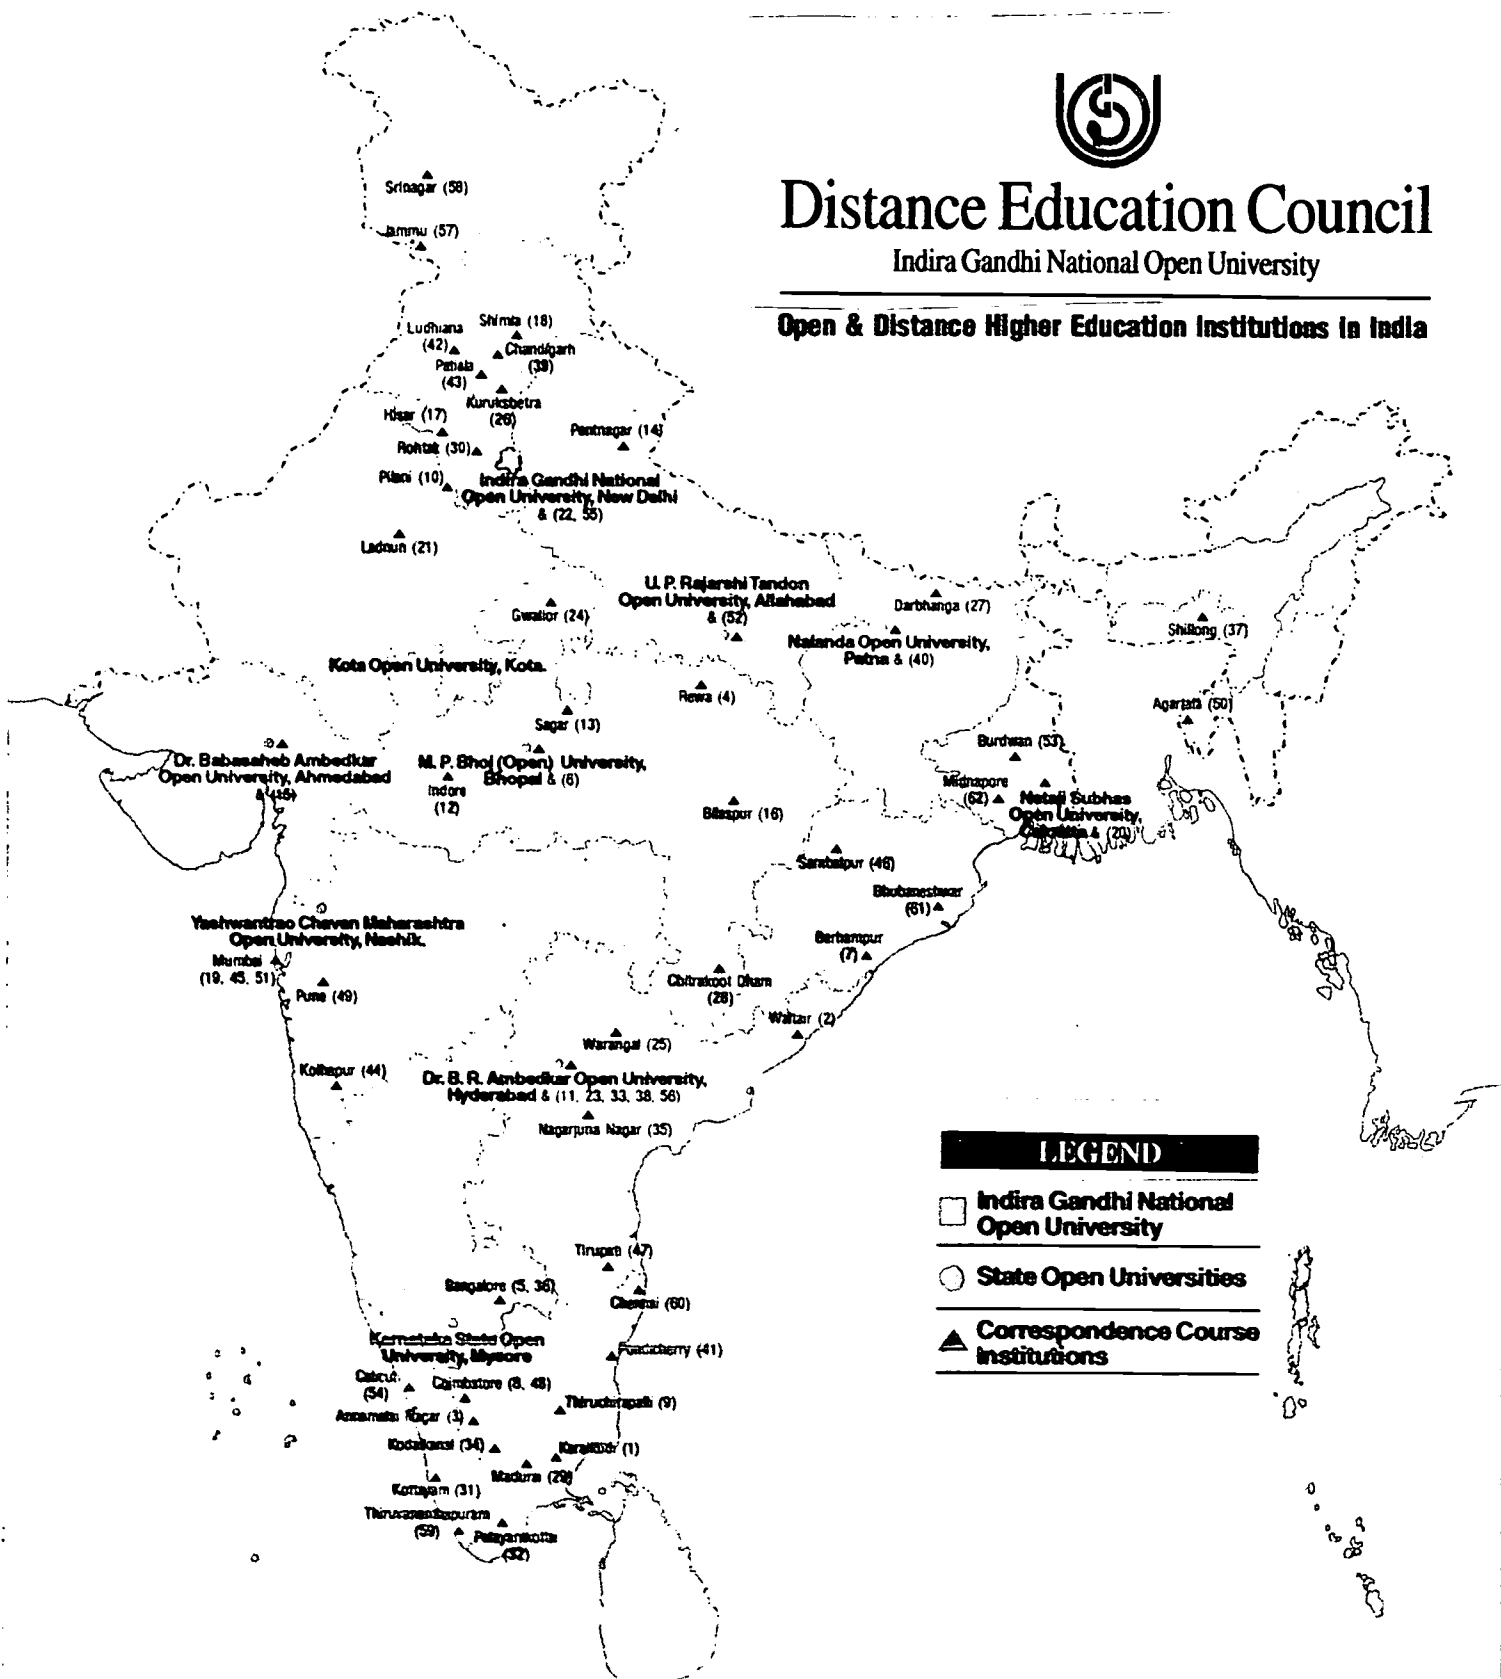 Distance Education Council
Indira Gandhi National Open University
Open & Distance Higher Education Institutions in India
Srinagar (58)
Jammu (57)
Shimla (18)
Ludhiana
(42)
Chandigarh
(39)
Patiala
(43)
Kurukshetra
(26)
Hisar (17)
Pantnagar (14)
Rohtak (30)
Pilani (10)
Indira Gandhi National
Open University, New Delhi
& (22, 55)
Ladnun (21)
U. P. Rajarshi Tandon
Open University, Allahabad
& (52)
Darbhanga (27)
Gwalior (24)
Shillong (37)
Nalanda Open University,
Patna & (40)
Kota Open University, Kota.
Rewa (4)
Agartala (50)
Sagar (13)
Burdwan (53)
Dr. Babasaheb Ambedkar
Open University, Ahmedabad
& (15)
M. P. Bhoj (Open) University,
Bhopal & (6)
Indore
(12)
Midnapore
(62)
Netaji Subhas
Open University,
Calcutta & (20)
Bilaspur (16)
Sambalpur (46)
Bhubaneshwar
(61)
Yashwantrao Chavan Maharashtra
Open University, Nashik.
Berhampur
(7)
Mumbai
(19, 45, 51)
Chitrakoot Dham
(28)
Pune (49)
Waltair (2)
Warangal (25)
Kolhapur (44)
Dr. B. R. Ambedkar Open University,
Hyderabad & (11, 23, 33, 38, 56)
Nagarjuna Nagar (35)
LEGEND
Indira Gandhi National
Open University
State Open Universities
Correspondence Course
Institutions
Tirupati (47)
Bangalore (5, 36)
Chennai (60)
Karnataka State Open
University, Mysore
Pondicherry (41)
Calicut
(54)
Coimbatore (8, 48)
Thiruchirapalli (9)
Annamalai Nagar (3)
Kodaikanal (34)
Karaikudi (1)
Madurai (29)
Kottayam (31)
Thiruvananthapuram
(59)
Palayamkottai
(32)